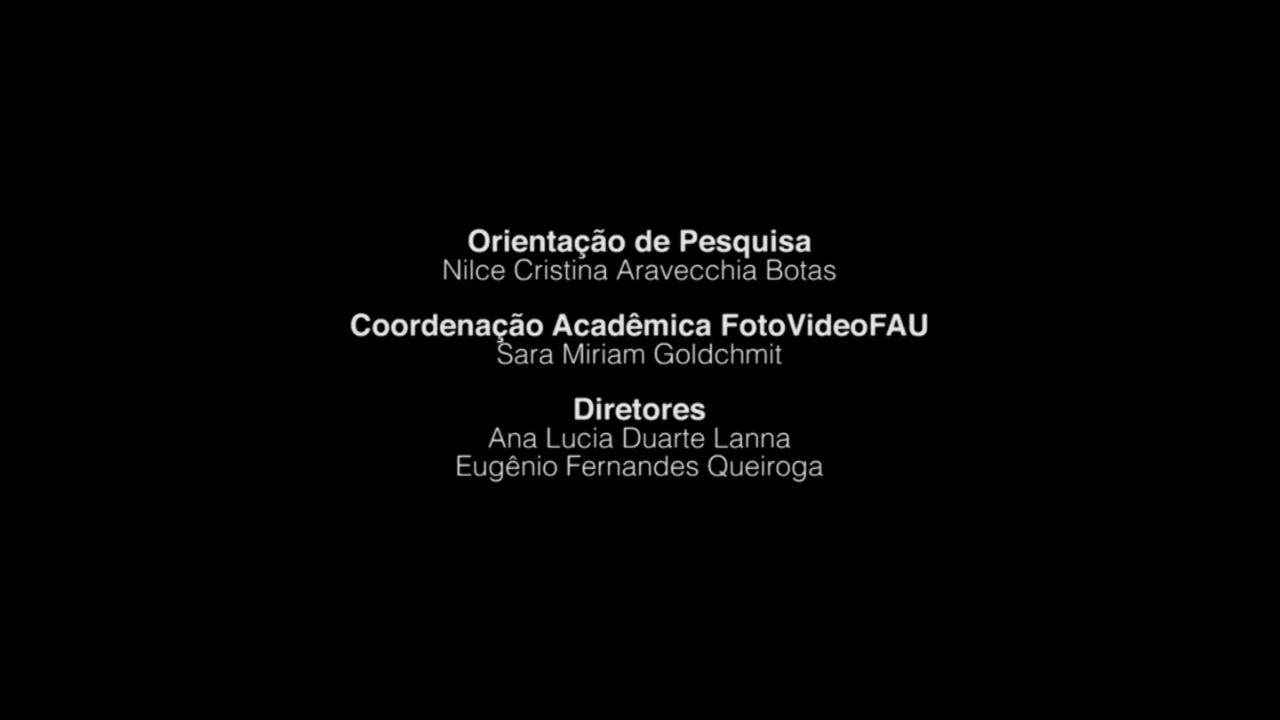 Orientação de Pesquisa
Nilce Cristina Aravecchia Botas
Coordenação Acadêmica FotoVideoFAU
Sara Miriam Goldchmit
Diretores
Ana Lucia Duarte Lanna
Eugênio Fernandes Queiroga